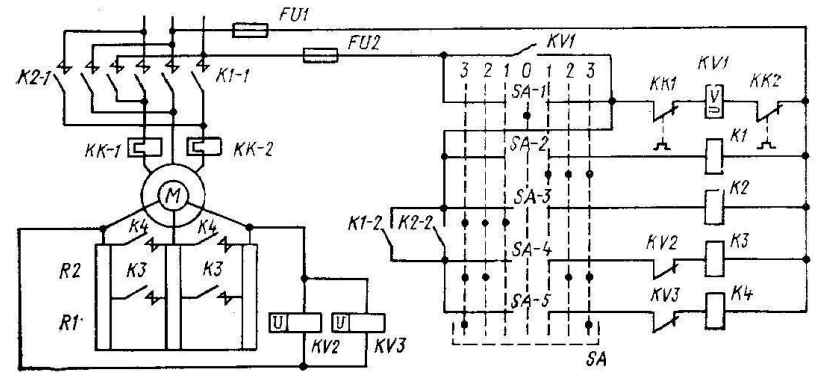 FU1
FU2
KV1
K2-1
K1-1
3 2 1 0 1 2 3
SA-1
KK1
KV1
KK2
V
KK-1
KK-2
SA-2
K1
M
SA-3
K2
K4
K4
K1-2
K2-2
SA-4
KV2
K3
R2
K3
K3
R1
U
U
KV2
KV3
SA-5
KV3
K4
SA